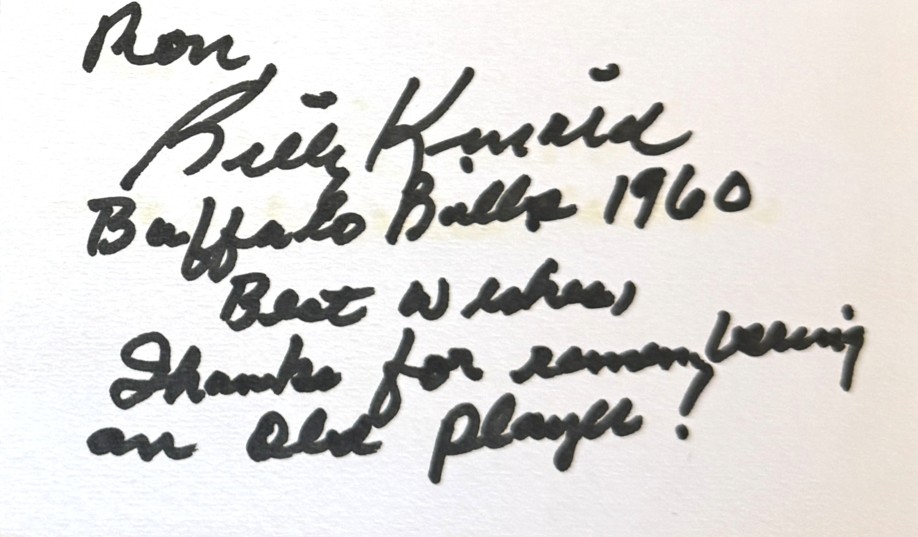 Ron,
Billy Kinard
Buffalo Bills 1960
Best wishes,
Thanks for remembering
an old player!